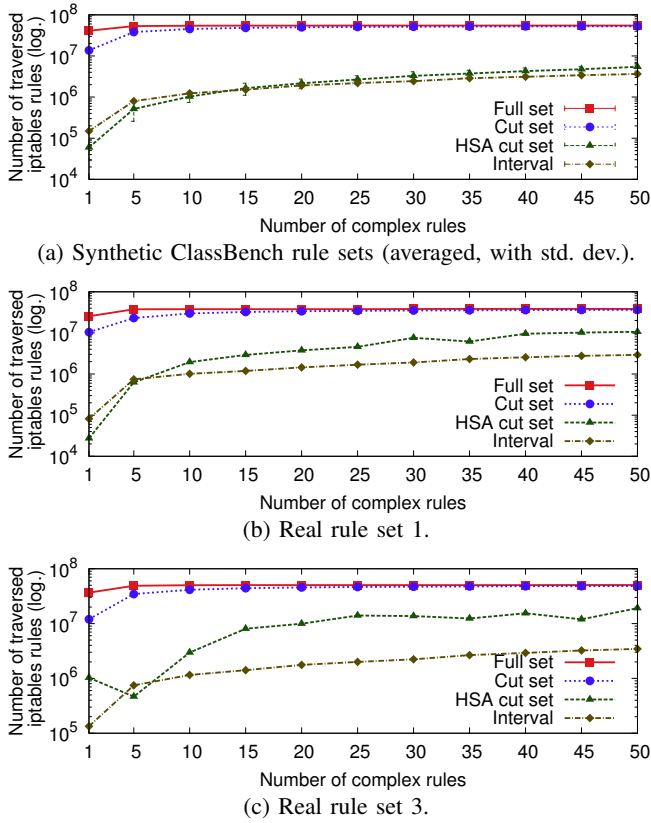 Number of traversed
iptables rules (log.)
10^8
10^7
10^6
10^5
10^4
Full set
Cut set
HSA cut set
Interval
1 5 10 15 20 25 30 35 40 45 50
Number of complex rules
(a) Synthetic ClassBench rule sets (averaged, with std. dev.).
Number of traversed
iptables rules (log.)
10^8
10^7
10^6
10^5
10^4
Full set
Cut set
HSA cut set
Interval
1 5 10 15 20 25 30 35 40 45 50
Number of complex rules
(b) Real rule set 1.
Number of traversed
iptables rules (log.)
10^8
10^7
10^6
10^5
Full set
Cut set
HSA cut set
Interval
1 5 10 15 20 25 30 35 40 45 50
Number of complex rules
(c) Real rule set 3.